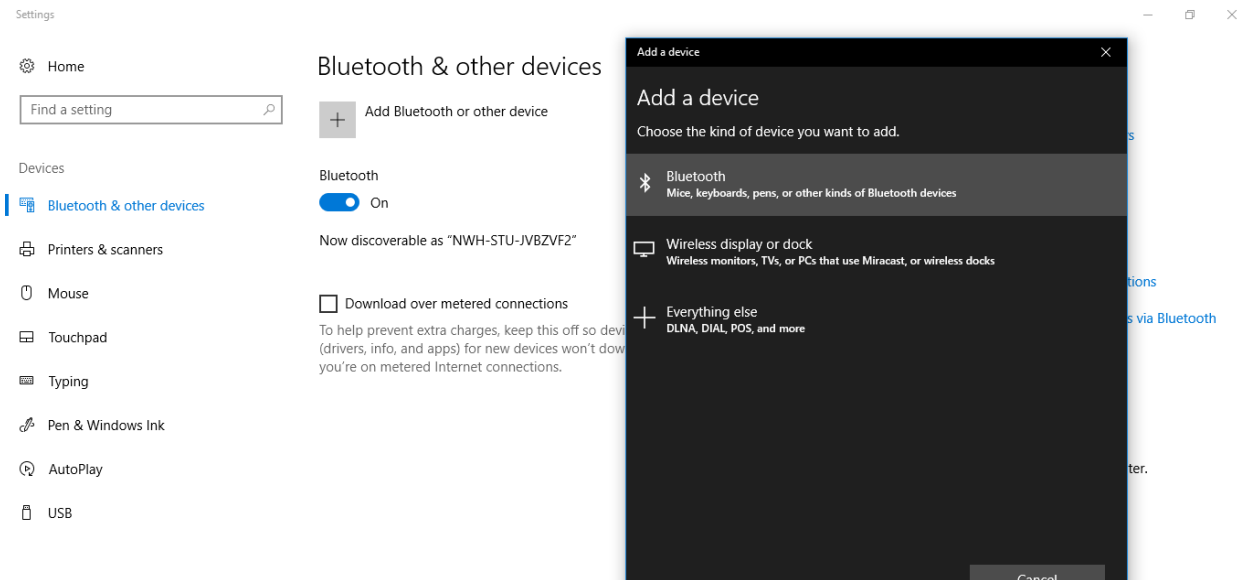 Settings
Home
Find a setting
Devices
Bluetooth & other devices
Printers & scanners
Mouse
Touchpad
Typing
Pen & Windows Ink
AutoPlay
USB
Bluetooth & other devices
Add Bluetooth or other device
Bluetooth
On
Now discoverable as “NWH-STU-JVBZVF2”
Download over metered connections
To help prevent extra charges, keep this off so devi
(drivers, info, and apps) for new devices won’t dow
you’re on metered Internet connections.
Add a device
Add a device
Choose the kind of device you want to add.
Bluetooth
Mice, keyboards, pens, or other kinds of Bluetooth devices
Wireless display or dock
Wireless monitors, TVs, or PCs that use Miracast, or wireless docks
Everything else
DLNA, DIAL, POS, and more
Cancel
s
tions
s via Bluetooth
ter.